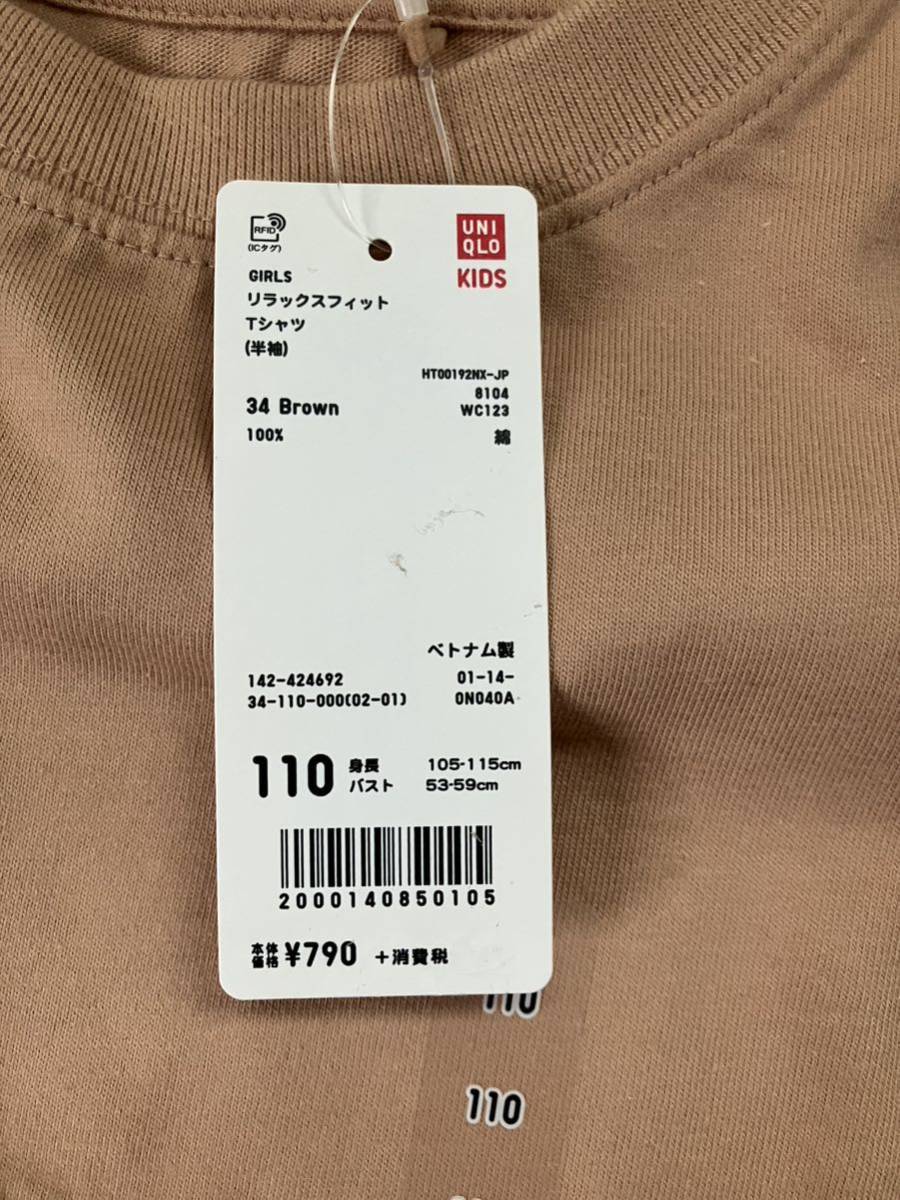 RFID
(ICタグ)
UNI
QLO
KIDS
GIRLS
リラックスフィット
Tシャツ
(半袖)
HT00192NX-JP
8104
34 Brown
WC123
100%
綿
ベトナム製
142-424692
01-14-
34-110-000(02-01)
0N040A
110
身長 105-115cm
バスト 53-59cm
2000140850105
本体価格 ¥790 +消費税
110
110